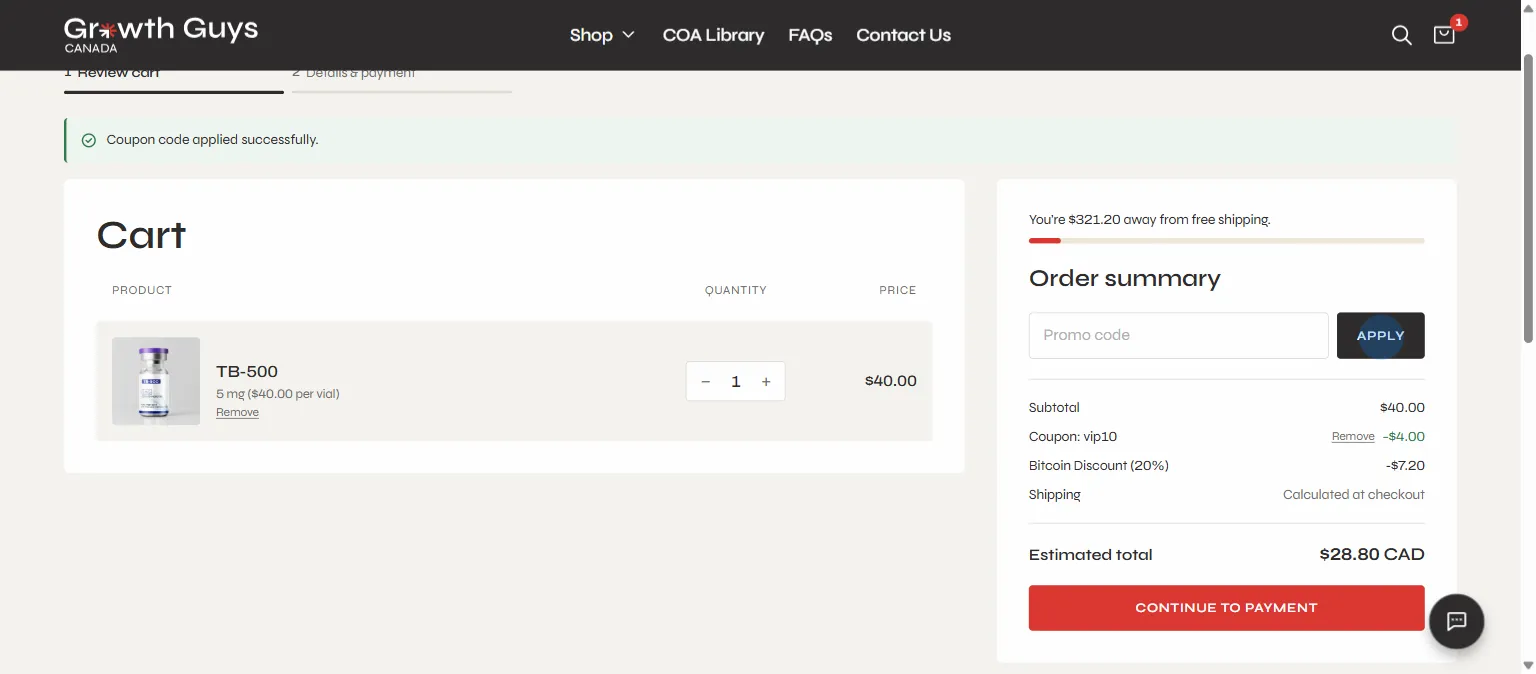 Growth Guys
CANADA
Shop
COA Library
FAQs
Contact Us
1
1 Review cart
2 Details & payment
Coupon code applied successfully.
Cart
PRODUCT
QUANTITY
PRICE
TB-500
5 mg ($40.00 per vial)
Remove
− 1 +
$40.00
You're $321.20 away from free shipping.
Order summary
Promo code
APPLY
Subtotal $40.00
Coupon: vip10 Remove -$4.00
Bitcoin Discount (20%) -$7.20
Shipping Calculated at checkout
Estimated total $28.80 CAD
CONTINUE TO PAYMENT